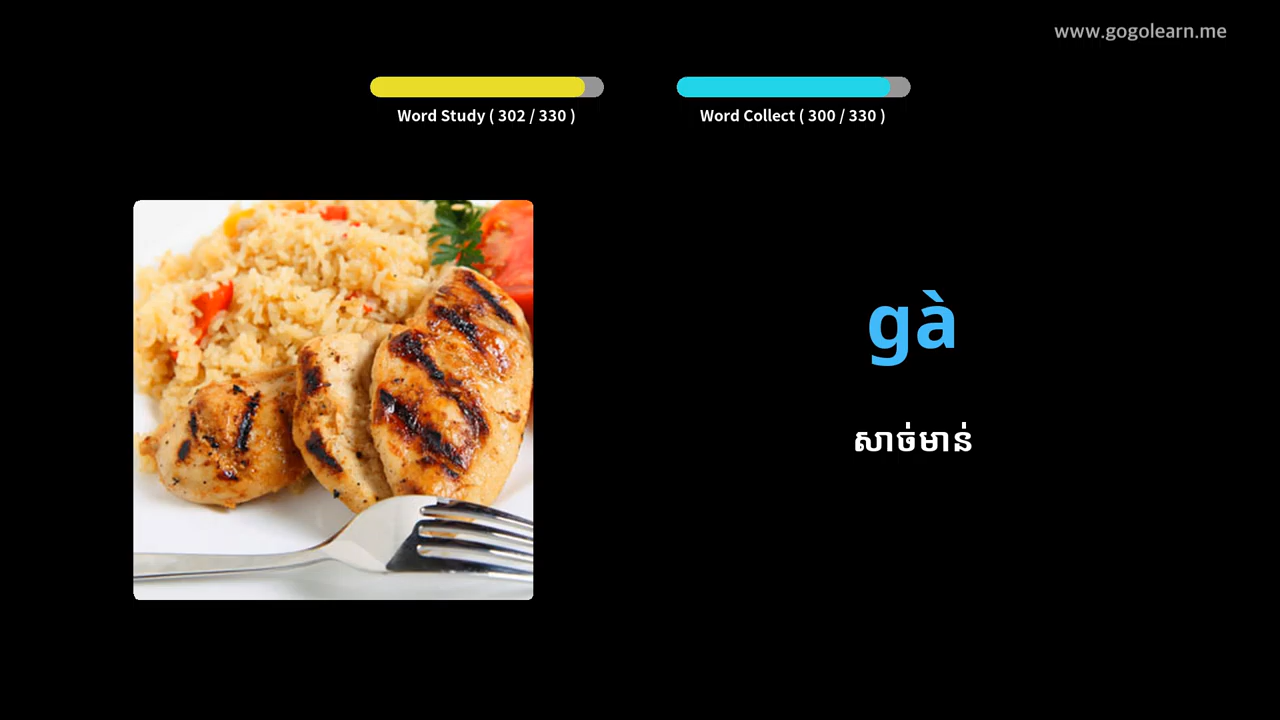 www.gogolearn.me
Word Study ( 302 / 330 )
Word Collect ( 300 / 330 )
gà
សាច់មាន់